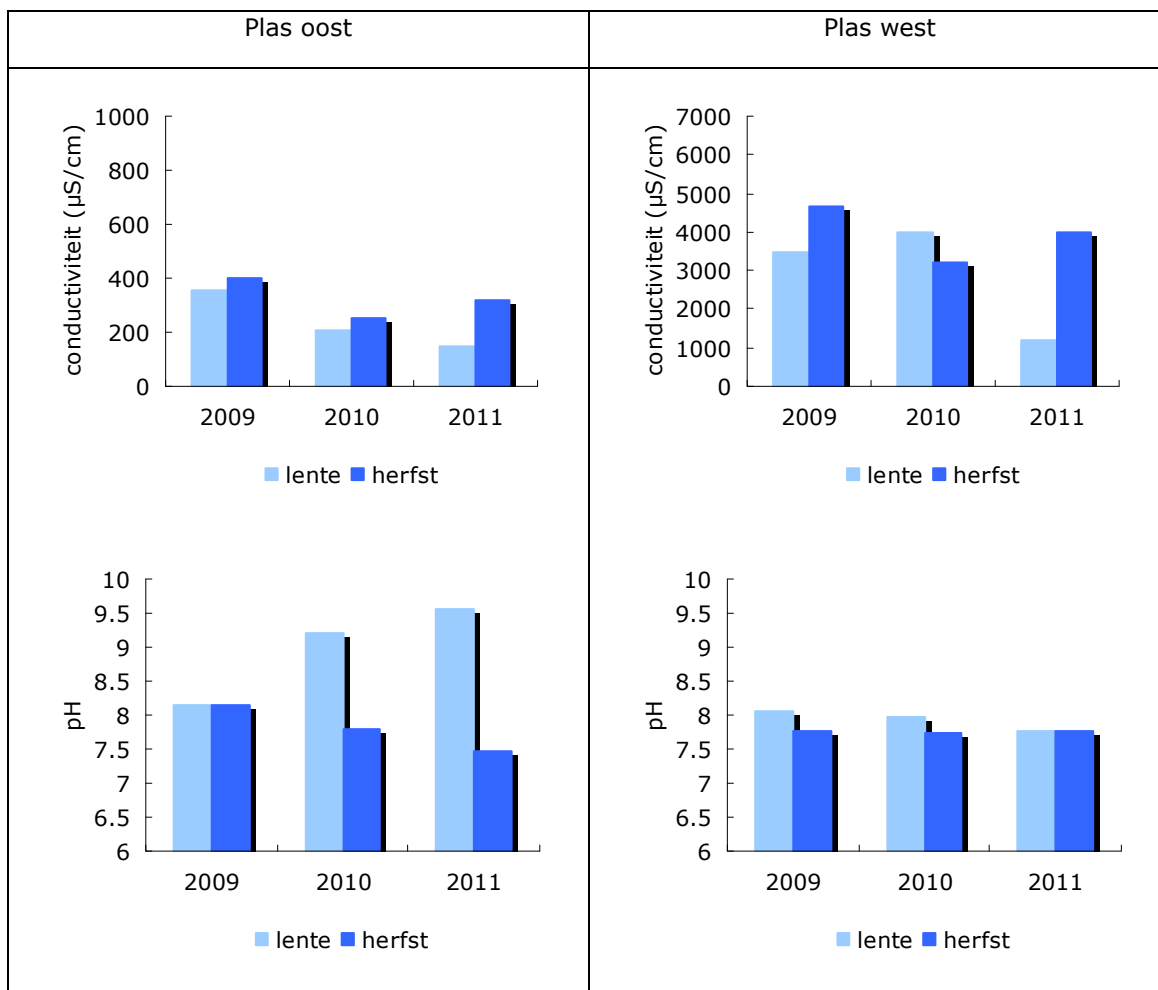 Plas oost
Plas west
conductiviteit (µS/cm)
1000
800
600
400
200
0
2009 2010 2011
lente herfst
conductiviteit (µS/cm)
7000
6000
5000
4000
3000
2000
1000
0
2009 2010 2011
lente herfst
pH
10
9.5
9
8.5
8
7.5
7
6.5
6
2009 2010 2011
lente herfst
pH
10
9.5
9
8.5
8
7.5
7
6.5
6
2009 2010 2011
lente herfst